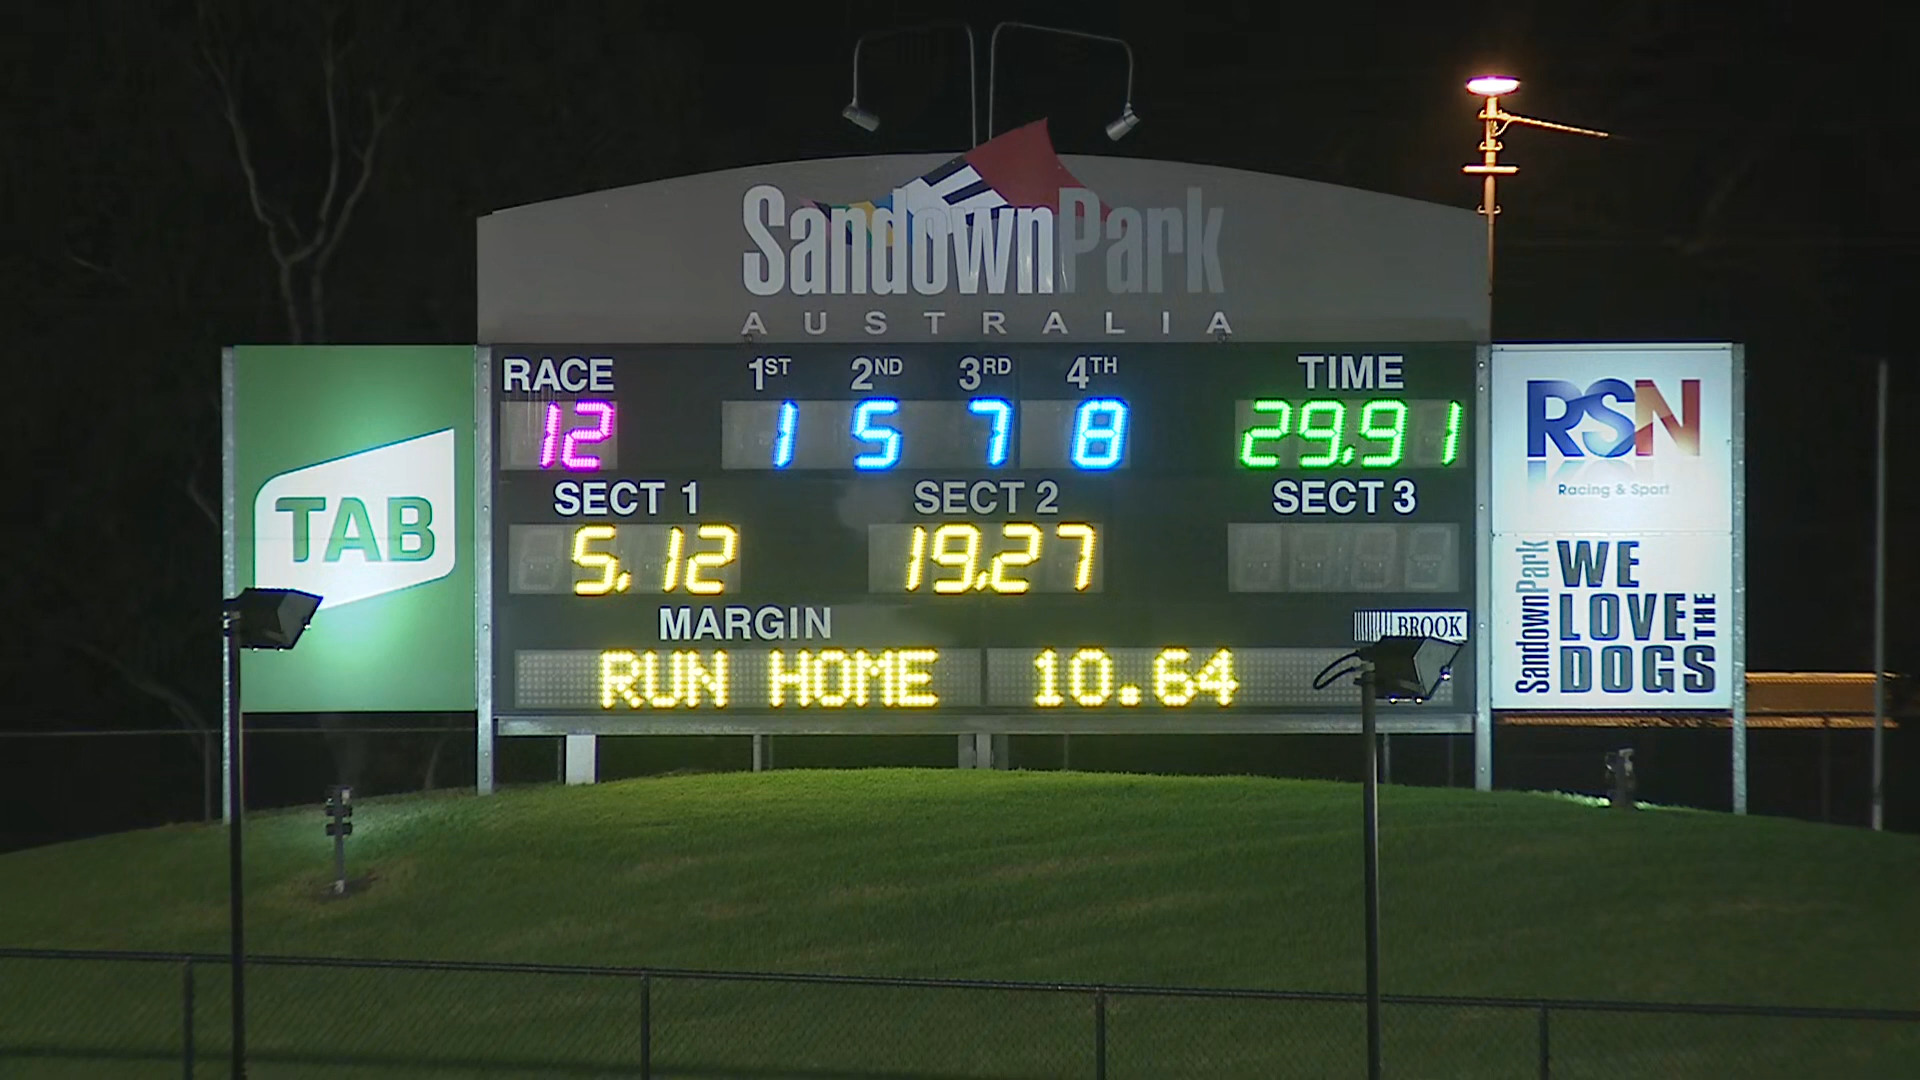 SandownPark
AUSTRALIA
RACE 1ST 2ND 3RD 4TH TIME
12 1 5 7 8 29.91
SECT 1 SECT 2 SECT 3
5.12 19.27
MARGIN
BROOK
RUN HOME 10.64
TAB
RSN
Racing & Sport
SandownPark
WE
LOVE
THE
DOGS